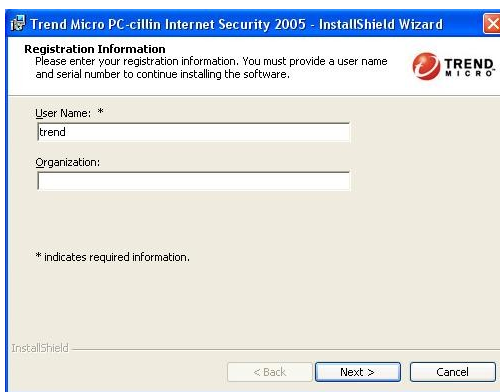 Trend Micro PC-cillin Internet Security 2005 - InstallShield Wizard
Registration Information
Please enter your registration information. You must provide a user name
and serial number to continue installing the software.
TREND
MICRO
User Name: *
trend
Organization:
* indicates required information.
InstallShield
< Back
Next >
Cancel